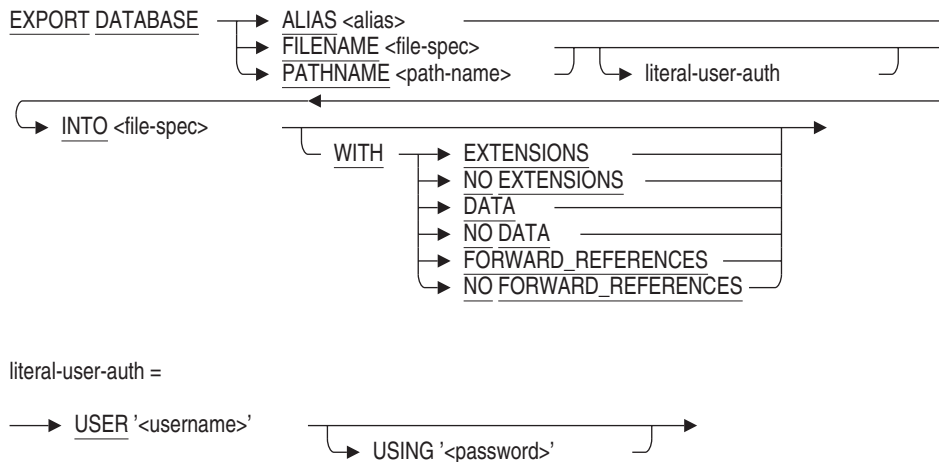 EXPORT DATABASE ALIAS <alias>
FILENAME <file-spec>
PATHNAME <path-name> literal-user-auth
INTO <file-spec>
WITH EXTENSIONS
NO EXTENSIONS
DATA
NO DATA
FORWARD_REFERENCES
NO FORWARD_REFERENCES
literal-user-auth =
USER '<username>'
USING '<password>'